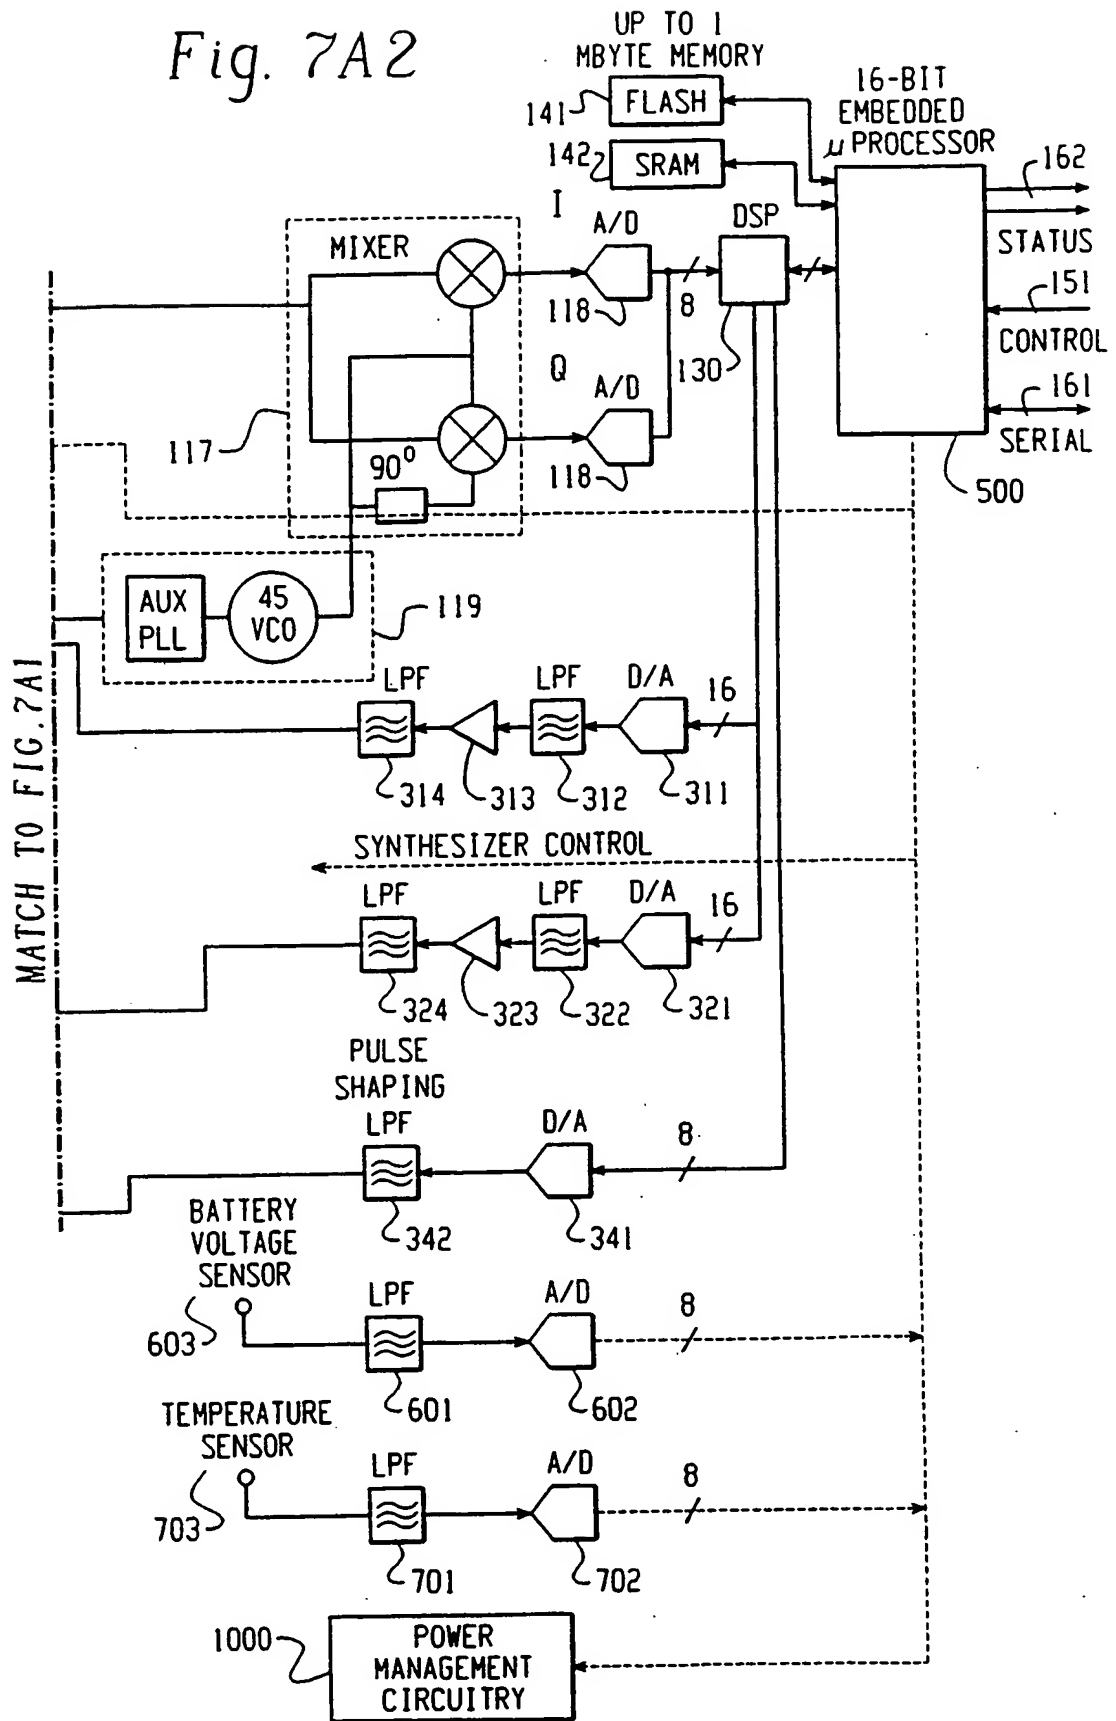 Fig. 7A2
UP TO 1
MBYTE MEMORY
141
FLASH
142
SRAM
16-BIT
EMBEDDED
μ PROCESSOR
162
STATUS
151
CONTROL
161
SERIAL
500
I
A/D
118
DSP
8
130
MIXER
Q
A/D
118
117
90°
AUX
PLL
45
VCO
119
MATCH TO FIG. 7A1
LPF
314
313
LPF
312
D/A
311
16
SYNTHESIZER CONTROL
LPF
324
323
LPF
322
D/A
321
16
PULSE
SHAPING
LPF
342
D/A
341
8
BATTERY
VOLTAGE
SENSOR
603
LPF
601
A/D
602
8
TEMPERATURE
SENSOR
703
LPF
701
A/D
702
8
1000
POWER
MANAGEMENT
CIRCUITRY